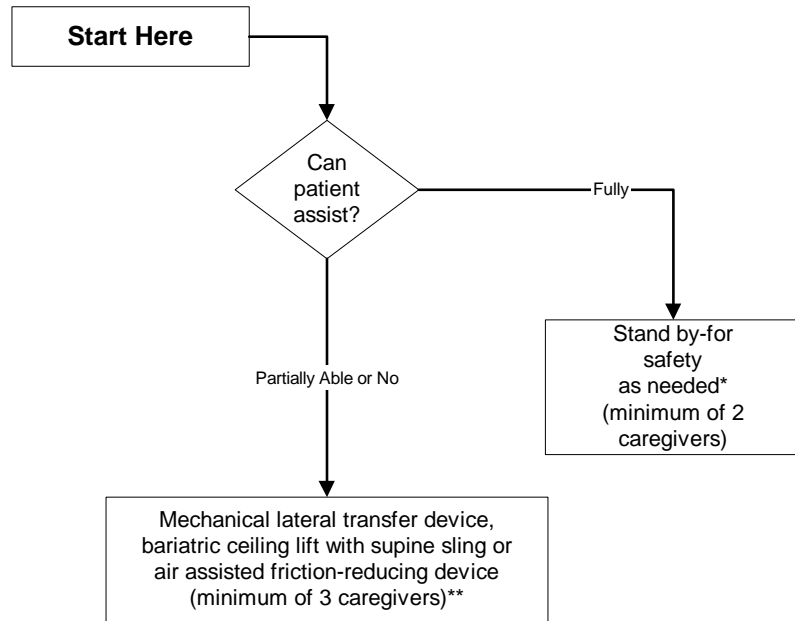 Start Here
Can
patient
assist?
Fully
Partially Able or No
Stand by-for
safety
as needed*
(minimum of 2
caregivers)
Mechanical lateral transfer device,
bariatric ceiling lift with supine sling or
air assisted friction-reducing device
(minimum of 3 caregivers)**